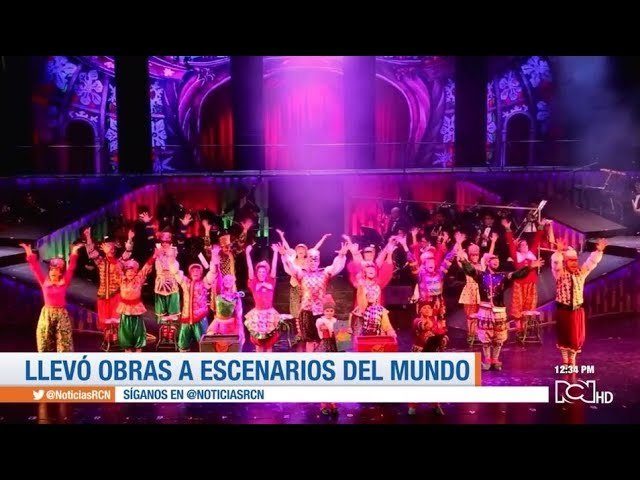 LLEVÓ OBRAS A ESCENARIOS DEL MUNDO
12:34 PM
@NoticiasRCN
SÍGANOS EN @NOTICIASRCN
RCN HD